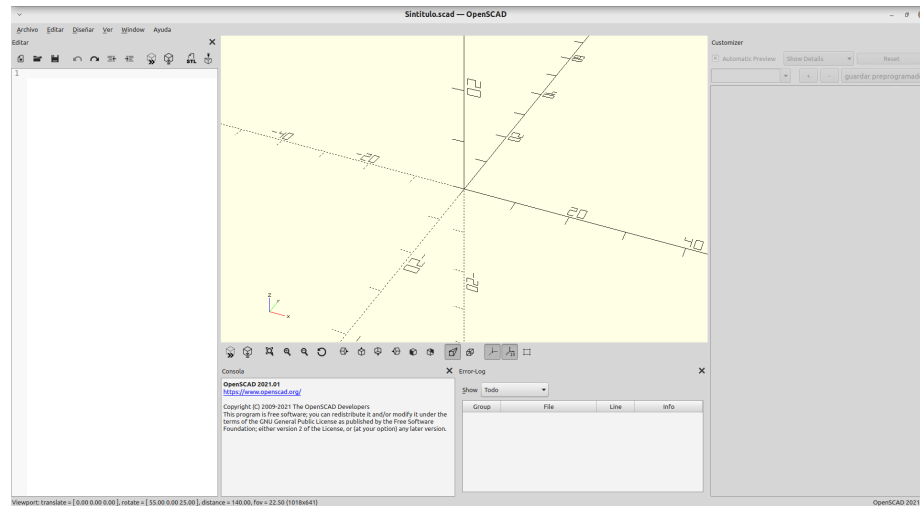 Sintitulo.scad — OpenSCAD
Archivo Editar Diseñar Ver Window Ayuda
Editar
Customizer
Automatic Preview Show Details Reset
+ - guardar preprogramad
STL
1
20
20
-20
-20
20
40
-20
-20
z
y
x
Consola
OpenSCAD 2021.01
https://www.openscad.org/
Copyright (C) 2009-2021 The OpenSCAD Developers
This program is free software; you can redistribute it and/or modify it under the
terms of the GNU General Public License as published by the Free Software
Foundation; either version 2 of the License, or (at your option) any later version.
Error-Log
Show Todo
Group File Line Info
Viewport: translate = [ 0.00 0.00 0.00 ], rotate = [ 55.00 0.00 25.00 ], distance = 140.00, fov = 22.50 (1018x641)
OpenSCAD 2021